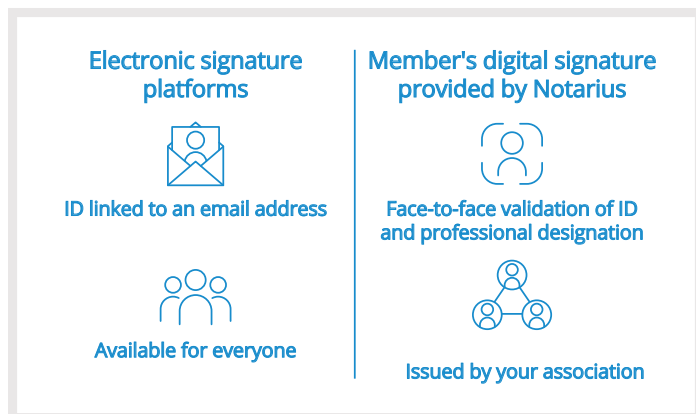 Electronic signature
platforms
ID linked to an email address
Available for everyone
Member's digital signature
provided by Notarius
Face-to-face validation of ID
and professional designation
Issued by your association